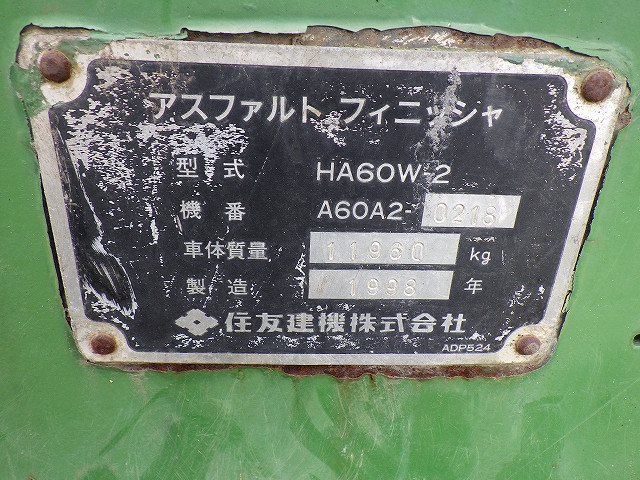 アスファルト フィニッシャ
型式 HA60W-2
機番 A60A2-0218
車体質量 11960 kg
製造 1998 年
住友建機株式会社
ADP524